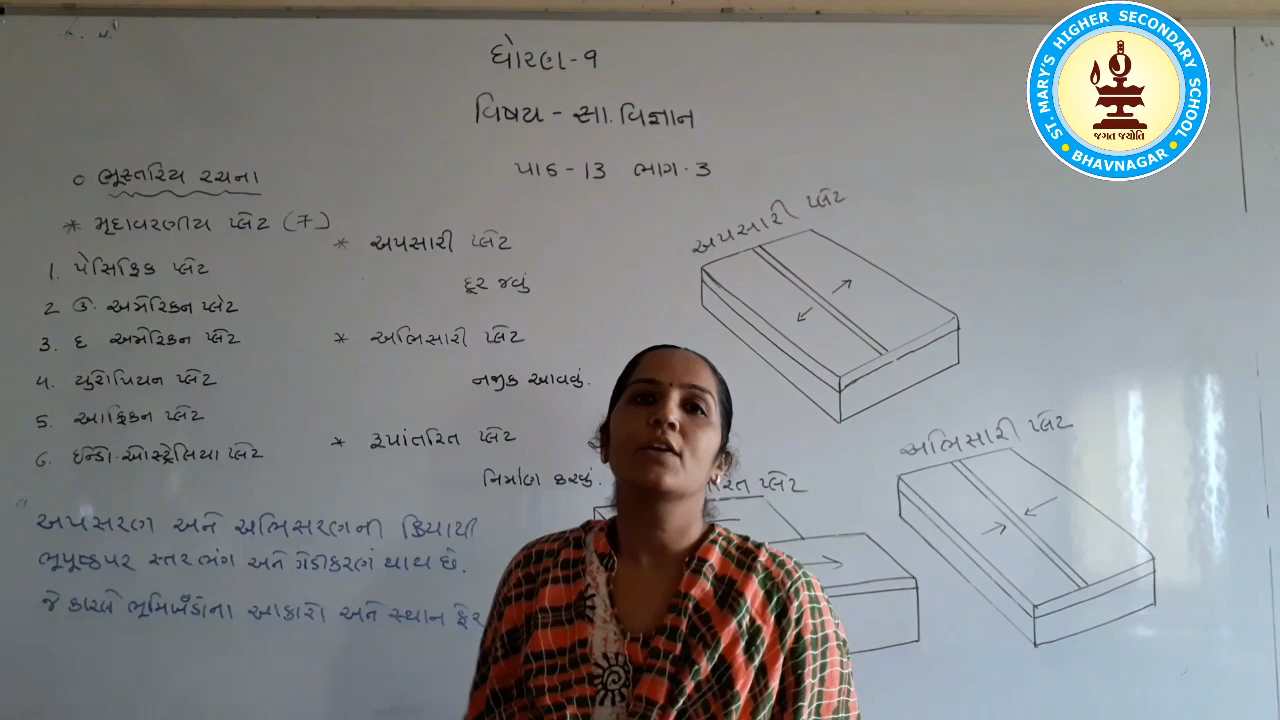 ધોરણ-૧
વિષય - સા. વિજ્ઞાન
પાઠ - 13 ભાગ - 3
ભૂસ્તરિય રચના
* મૃદાવરણીય પ્લેટ (7)
1. પેસિફિક પ્લેટ
2 ઉ. અમેરિકન પ્લેટ
3. દ અમેરિકન પ્લેટ
4. યુરોપિયન પ્લેટ
5. આફ્રિકન પ્લેટ
૬. ઈન્ડો-ઓસ્ટ્રેલિયા પ્લેટ
* અપસારી પ્લેટ
દૂર જવું
* અભિસારી પ્લેટ
નજીક આવવું.
* રૂપાંતરિત પ્લેટ
નિર્માણ કરવું.
અપસરણ અને અભિસરણની ક્રિયાથી
ભૂપૃષ્ઠપર સ્તરભંગ અને ગેડીકરણ થાય છે.
જે કારણે ભૂમિખંડોના આકારો અને સ્થાન ફેર
અપસારી પ્લેટ
અભિસારી પ્લેટ
રિત પ્લેટ
ST. MARY'S HIGHER SECONDARY SCHOOL
BHAVNAGAR
જગત જ્યોતિ